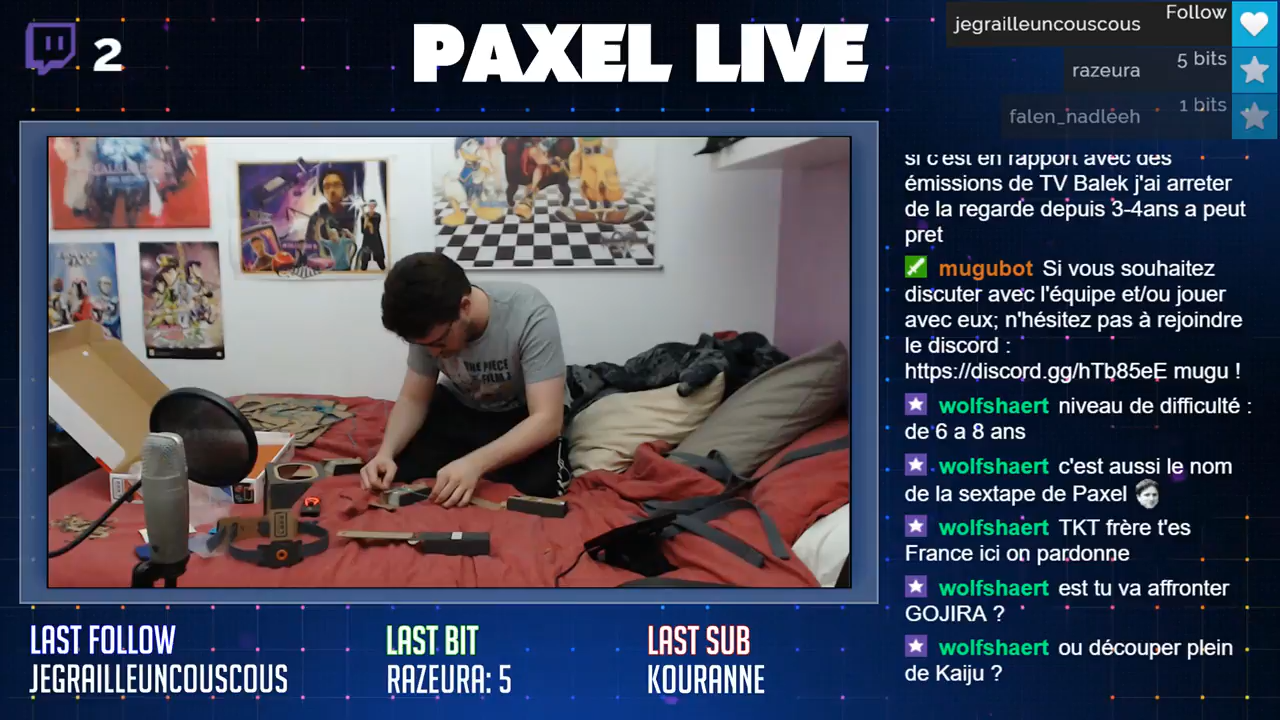 2
PAXEL LIVE
jegrailleuncouscous Follow
razeura 5 bits
falen_nadleeh 1 bits
si c'est en rapport avec des
émissions de TV Balek j'ai arreter
de la regarde depuis 3-4ans a peut
pret
mugubot Si vous souhaitez
discuter avec l'équipe et/ou jouer
avec eux; n'hésitez pas à rejoindre
le discord :
https://discord.gg/hTb85eE mugu !
wolfshaert niveau de difficulté :
de 6 a 8 ans
wolfshaert c'est aussi le nom
de la sextape de Paxel
wolfshaert TKT frère t'es
France ici on pardonne
wolfshaert est tu va affronter
GOJIRA ?
wolfshaert ou découper plein
de Kaiju ?
LAST FOLLOW
JEGRAILLEUNCOUSCOUS
LAST BIT
RAZEURA: 5
LAST SUB
KOURANNE